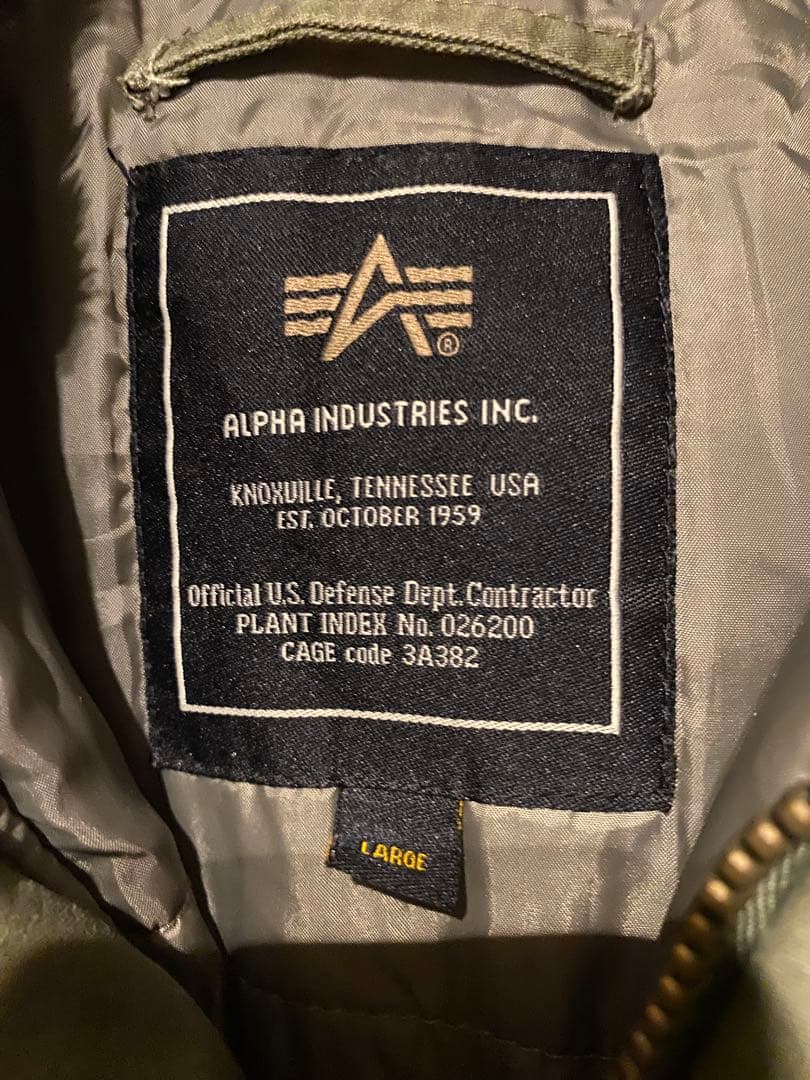 ®
ALPHA INDUSTRIES INC.
KNOXVILLE, TENNESSEE USA
EST. OCTOBER 1959
Official U.S. Defense Dept. Contractor
PLANT INDEX No. 026200
CAGE code 3A382
LARGE